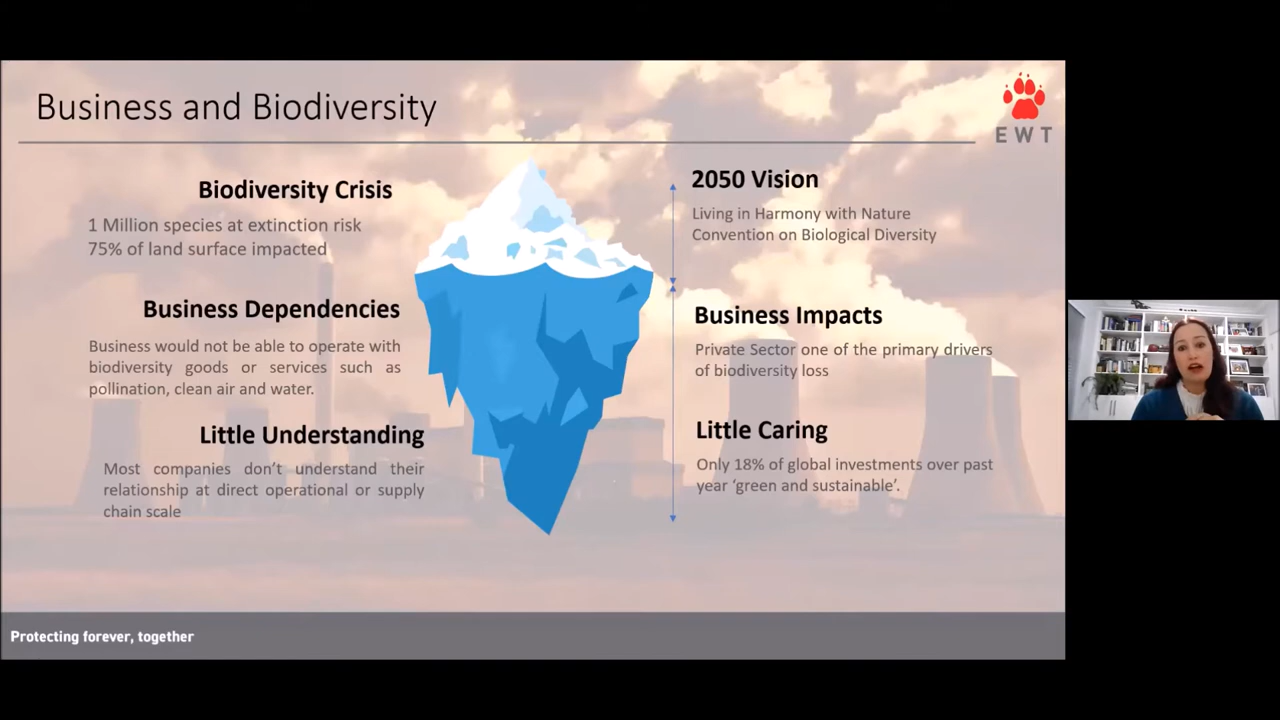 Business and Biodiversity
EWT
Biodiversity Crisis
1 Million species at extinction risk
75% of land surface impacted
Business Dependencies
Business would not be able to operate with
biodiversity goods or services such as
pollination, clean air and water.
Little Understanding
Most companies don’t understand their
relationship at direct operational or supply
chain scale
2050 Vision
Living in Harmony with Nature
Convention on Biological Diversity
Business Impacts
Private Sector one of the primary drivers
of biodiversity loss
Little Caring
Only 18% of global investments over past
year ‘green and sustainable’.
Protecting forever, together